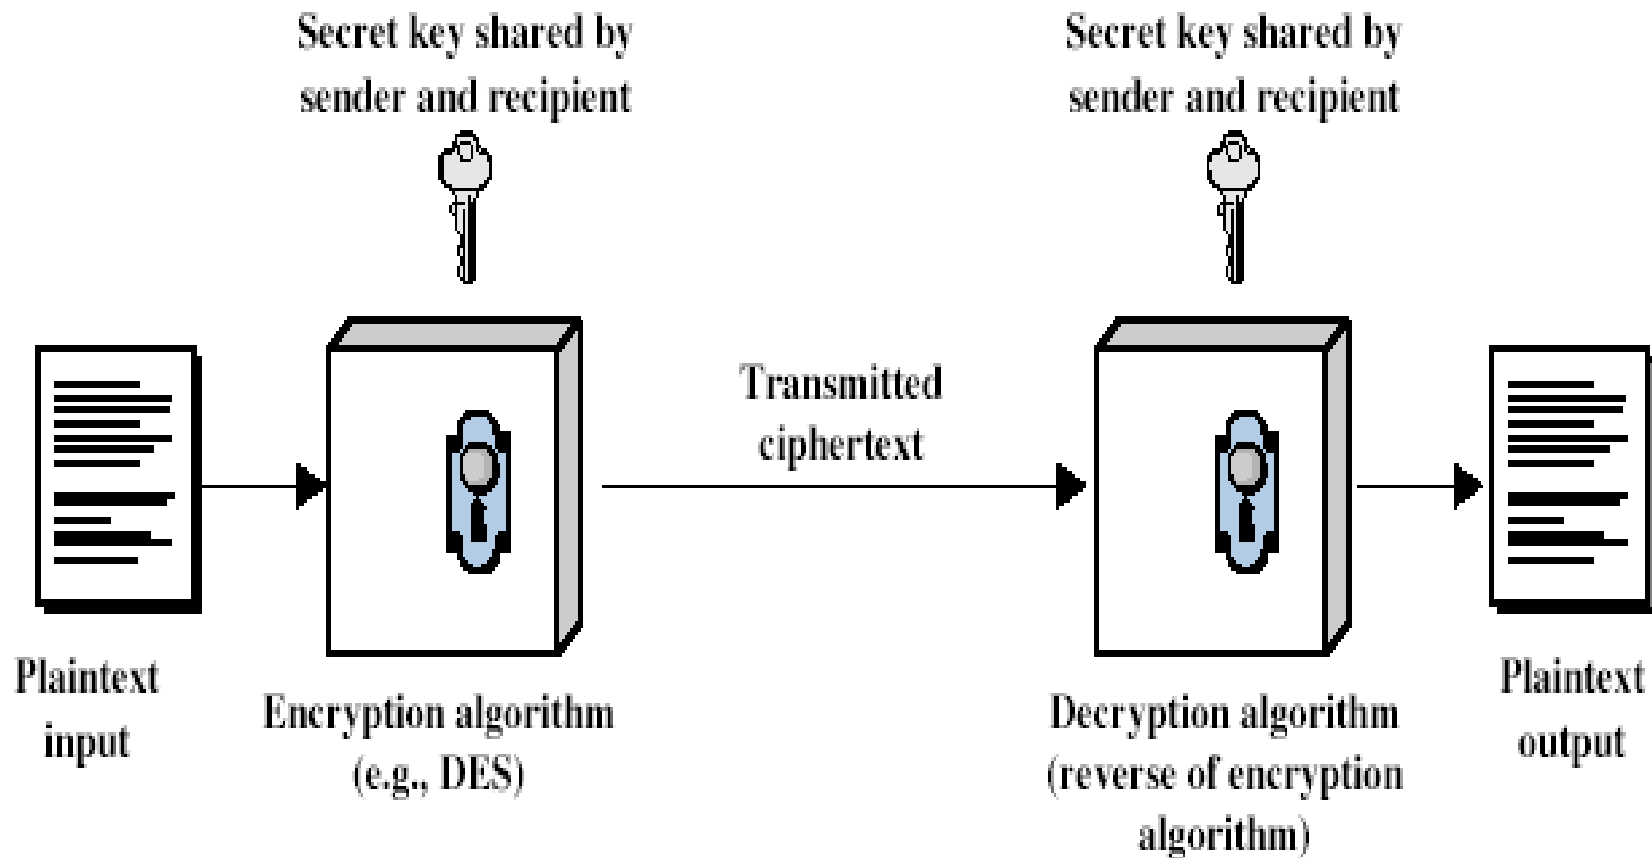 Secret key shared by
sender and recipient
Secret key shared by
sender and recipient
Transmitted
ciphertext
Plaintext
input
Encryption algorithm
(e.g., DES)
Decryption algorithm
(reverse of encryption
algorithm)
Plaintext
output